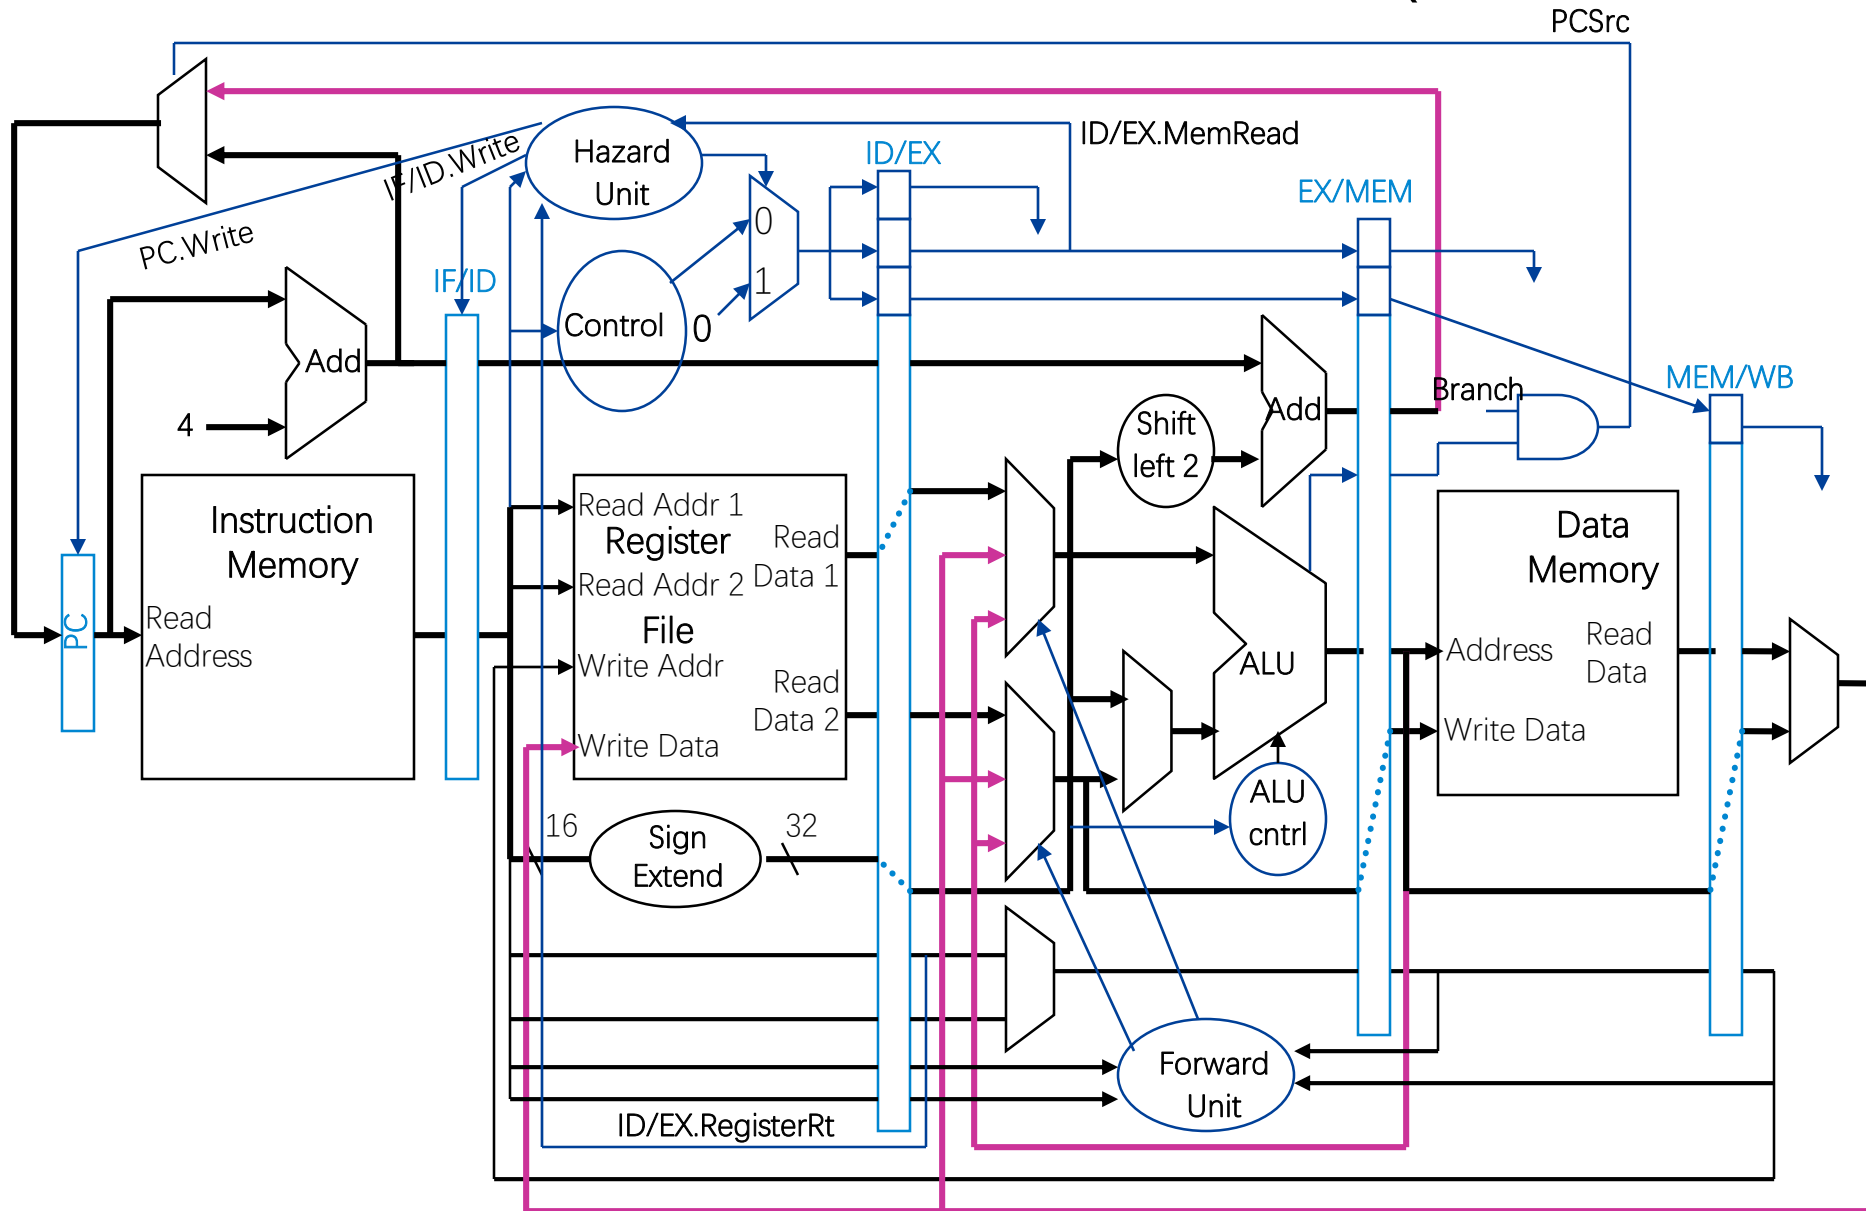 PCSrc
Hazard
Unit
ID/EX.MemRead
IF/ID.Write
ID/EX
EX/MEM
0
PC.Write
IF/ID
1
Control
0
Add
MEM/WB
Branch
4
Shift
left 2
Add
Instruction
Memory
Read Addr 1
Register
Read
Data 1
Read Addr 2
File
Write Addr
Read
Data 2
Write Data
Data
Memory
PC
Read
Address
ALU
Address
Read
Data
Write Data
16
Sign
Extend
32
ALU
cntrl
Forward
Unit
ID/EX.RegisterRt